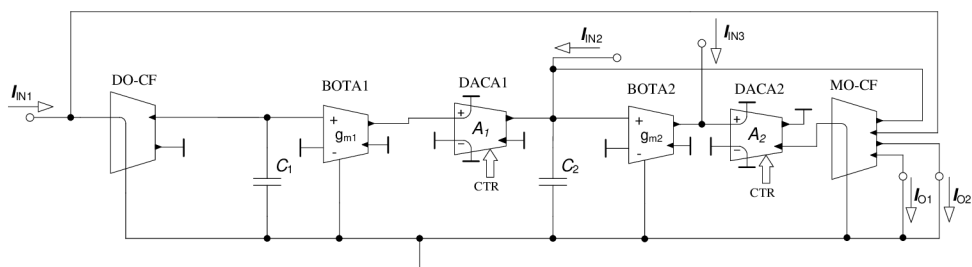 I_IN1
DO-CF
BOTA1
+
-
g_m1
C_1
DACA1
+
-
A_1
CTR
I_IN2
C_2
BOTA2
+
-
g_m2
I_IN3
DACA2
+
-
A_2
CTR
MO-CF
I_O1
I_O2